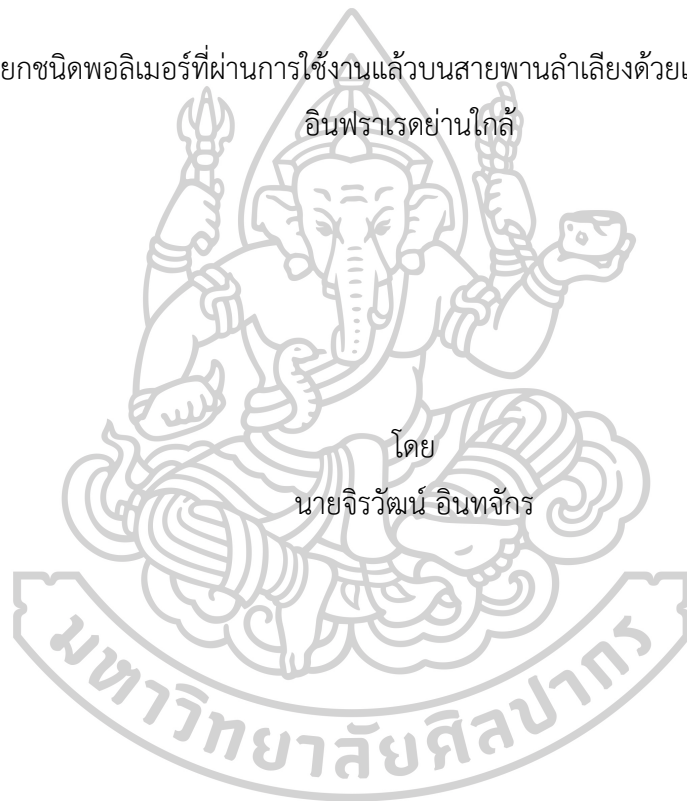 ยกชนิดพอลิเมอร์ที่ผ่านการใช้งานแล้วบนสายพานลำเลียงด้วย
อินฟราเรดย่านใกล้
โดย
นายจิรวัฒน์ อินทจักร
มหาวิทยาลัยศิลปากร